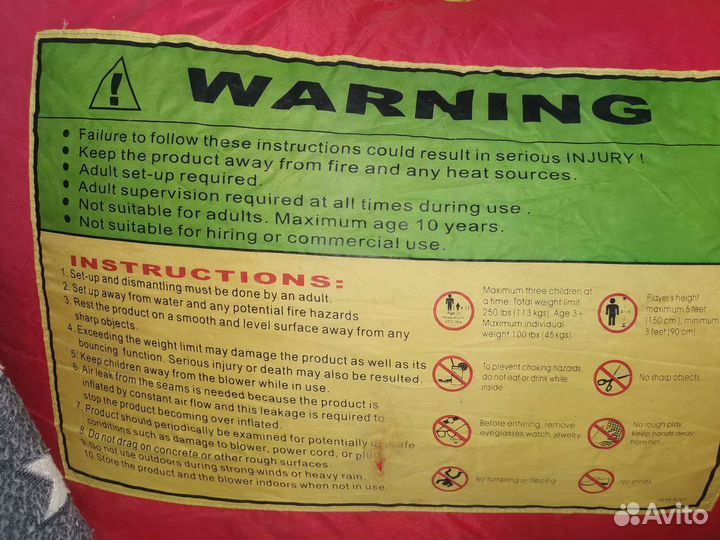 WARNING
• Failure to follow these instructions could result in serious INJURY !
• Keep the product away from fire and any heat sources.
• Adult set-up required.
• Adult supervision required at all times during use .
• Not suitable for adults. Maximum age 10 years.
• Not suitable for hiring or commercial use.
INSTRUCTIONS:
1. Set-up and dismantling must be done by an adult.
2. Set up away from water and any potential fire hazards
3. Rest the product on a smooth and level surface away from any
sharp objects.
4. Exceeding the weight limit may damage the product as well as its
bouncing function. Serious injury or death may also be resulted.
5. Keep children away from the blower while in use.
6. Air leak from the seams is needed because the product is
inflated by constant air flow and this leakage is required to
stop the product becoming over inflated.
7. Product should periodically be examined for potentially unsafe
conditions such as damage to blower, power cord, or plug
8. Do not drag on concrete or other rough surfaces.
9. Do not use outdoors during strong winds or heavy rain.
10 Store the product and the blower indoors when not in use.
Maximum three children at
a time. Total weight limit
250 lbs (113 kgs). Age 3+
Maximum individual
weight 100 lbs (45kgs).
Player's height
maximum 5 feet
(150 cm), minimum
3 feet (90 cm).
To prevent choking hazards,
do not eat or drink while
inside.
No sharp objects.
Before entering, remove
eyeglasses, watch, jewelry.
No rough play.
Keep hands away
from net.
No tumbling or flipping
No shoes.
Avito